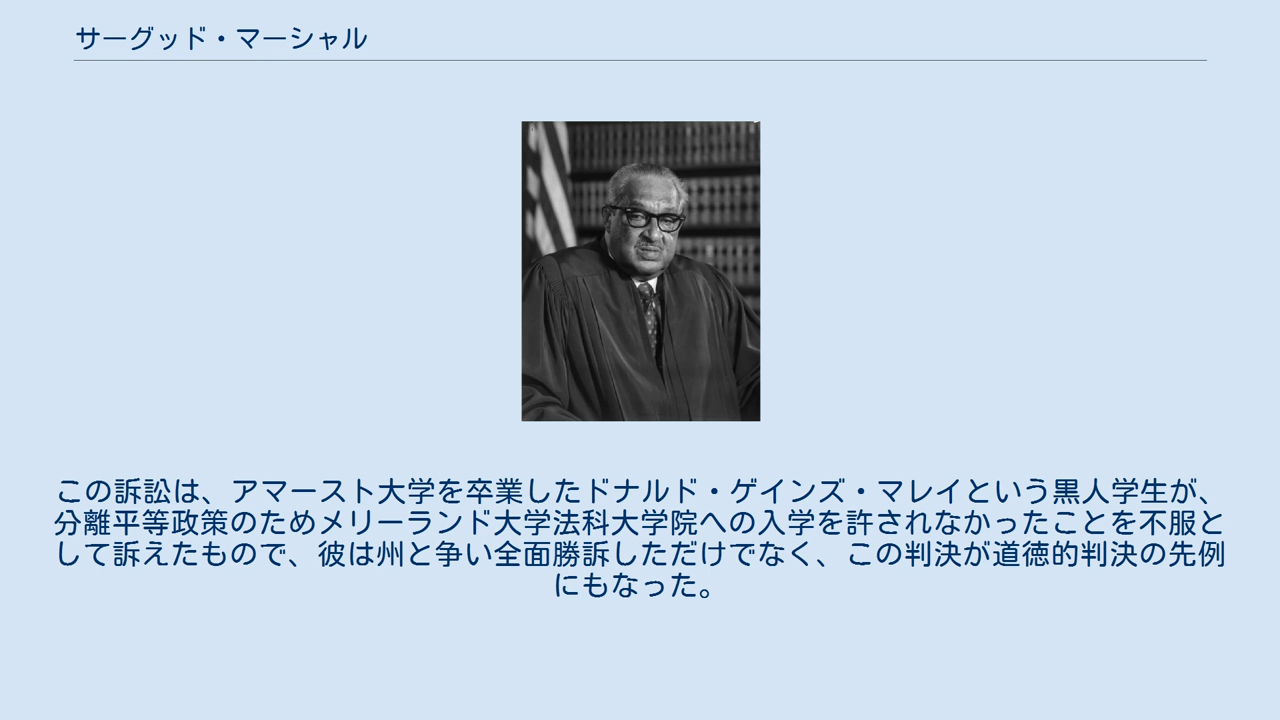 サーグッド・マーシャル
この訴訟は、アマースト大学を卒業したドナルド・ゲインズ・マレイという黒人学生が、
分離平等政策のためメリーランド大学法科大学院への入学を許されなかったことを不服と
して訴えたもので、彼は州と争い全面勝訴しただけでなく、この判決が道徳的判決の先例
にもなった。